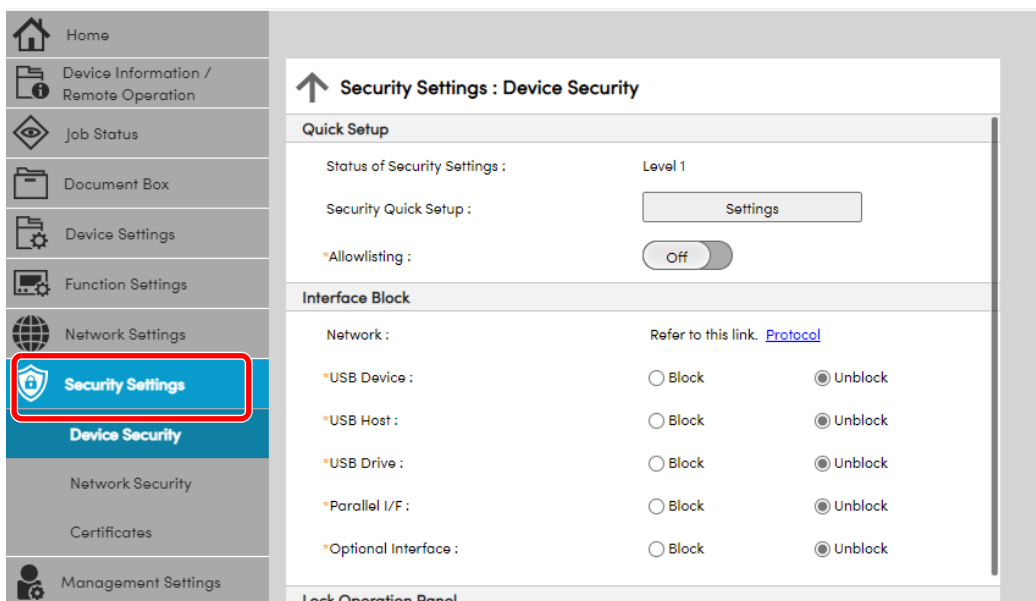 Home
Device Information /
Remote Operation
Job Status
Document Box
Device Settings
Function Settings
Network Settings
Security Settings
Device Security
Network Security
Certificates
Management Settings
Security Settings : Device Security
Quick Setup
Status of Security Settings : Level 1
Security Quick Setup : Settings
*Allowlisting : Off
Interface Block
Network : Refer to this link. Protocol
*USB Device : Block Unblock
*USB Host : Block Unblock
*USB Drive : Block Unblock
*Parallel I/F : Block Unblock
*Optional Interface : Block Unblock
Lock Operation Panel